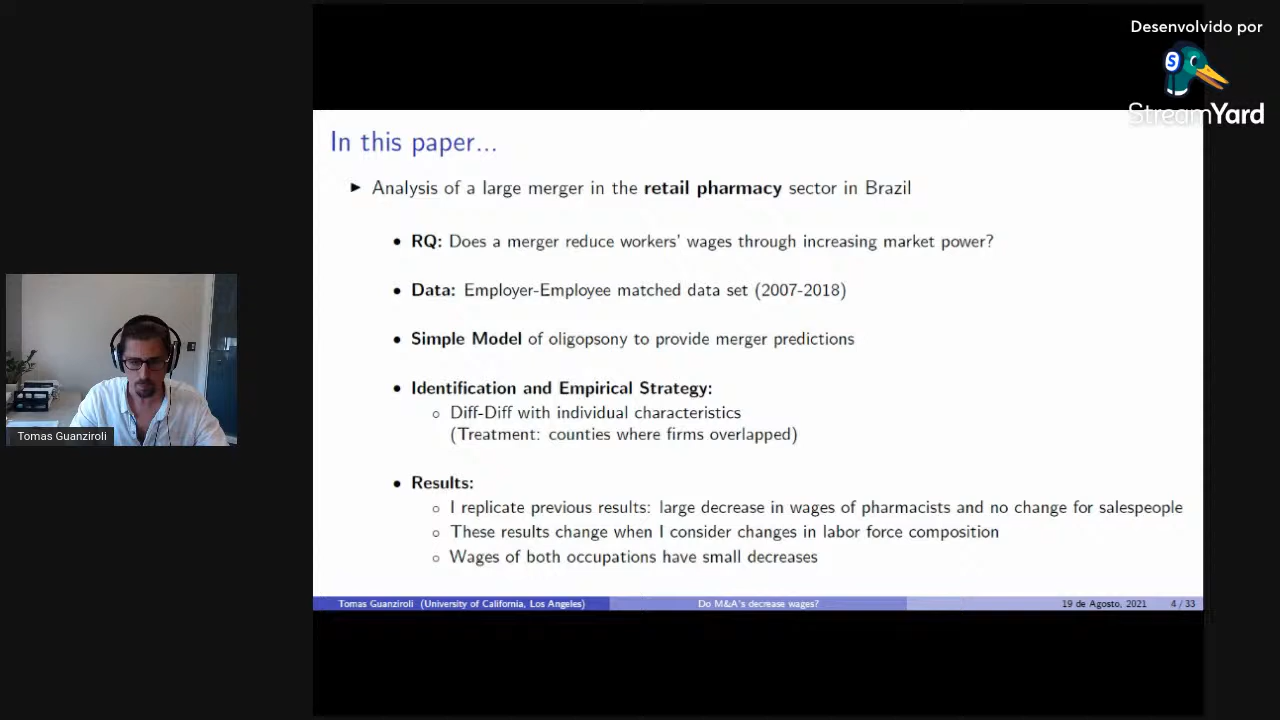 Desenvolvido por
StreamYard
In this paper...
Analysis of a large merger in the retail pharmacy sector in Brazil
RQ: Does a merger reduce workers' wages through increasing market power?
Data: Employer-Employee matched data set (2007-2018)
Simple Model of oligopsony to provide merger predictions
Identification and Empirical Strategy:
Diff-Diff with individual characteristics
(Treatment: counties where firms overlapped)
Results:
I replicate previous results: large decrease in wages of pharmacists and no change for salespeople
These results change when I consider changes in labor force composition
Wages of both occupations have small decreases
Tomas Guanziroli (University of California, Los Angeles) Do M&A's decrease wages? 19 de Agosto, 2021 4 / 33
Tomas Guanziroli